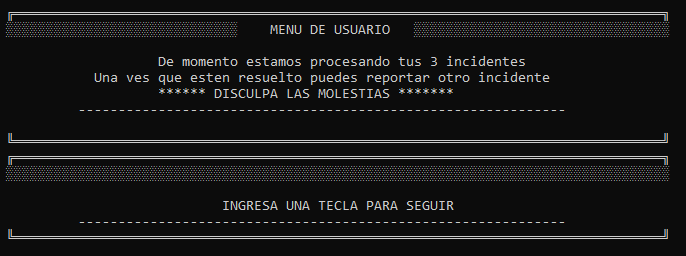 MENU DE USUARIO
De momento estamos procesando tus 3 incidentes
Una ves que esten resuelto puedes reportar otro incidente
****** DISCULPA LAS MOLESTIAS *******
-------------------------------------------------------------
INGRESA UNA TECLA PARA SEGUIR
-------------------------------------------------------------